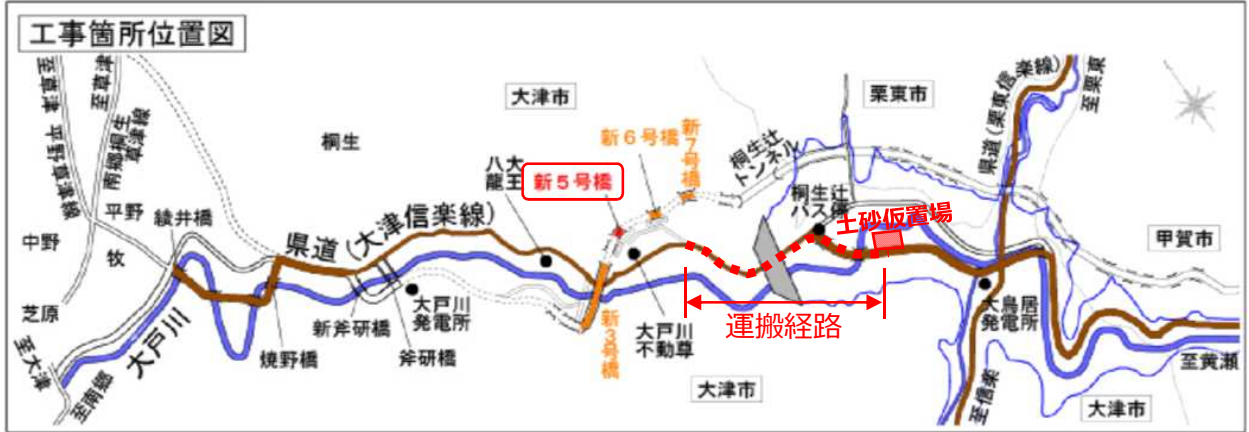 工事箇所位置図
至草津
至草津
平野草津線
南郷桐生
草津線
平野
綾井橋
中野
牧
芝原
至大津
大戸川
至南郷
県道(大津信楽線)
焼野橋
新斧研橋
斧研橋
大戸川
発電所
桐生
大津市
八大
龍王
新5号橋
新6号橋
新7号橋
新3号橋
大戸川
不動尊
桐生辻
トンネル
桐生辻
バス停
栗東市
土砂仮置場
運搬経路
大津市
県道(栗東信楽線)
至栗東
甲賀市
大鳥居
発電所
至信楽
至黄瀬
大津市